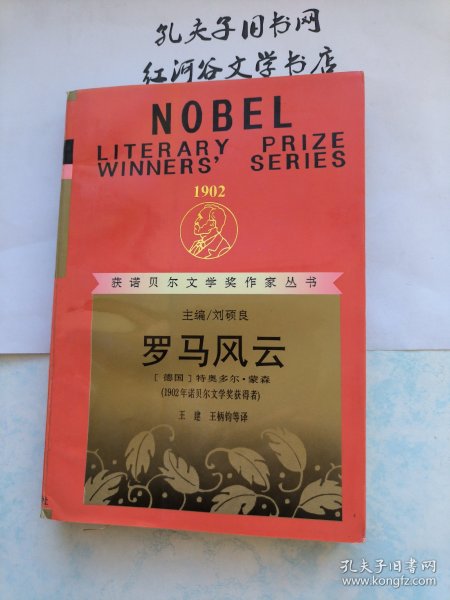 孔夫子旧书网
红河谷文学书店
NOBEL
LITERARY PRIZE
WINNERS' SERIES
1902
获诺贝尔文学奖作家丛书
主编/刘硕良
罗马风云
[德国]特奥多尔·蒙森
(1902年诺贝尔文学奖获得者)
王建 王柄钧等译
社
孔夫子旧书网
www.kongfz.com